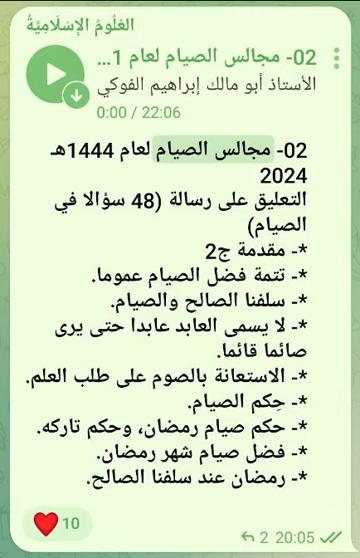 العُلُومُ الإِسْلَامِيَّةُ
02- مجالس الصيام لعام 1...
الأستاذ أبو مالك إبراهيم الفوكي
0:00 / 22:06
02- مجالس الصيام لعام 1444هـ
2024
التعليق على رسالة (48 سؤالا في
الصيام)
*- مقدمة ج2
*- تتمة فضل الصيام عموما.
*- سلفنا الصالح والصيام.
*- لا يسمى العابد عابدا حتى يرى
صائما قائما.
*- الاستعانة بالصوم على طلب العلم.
*- حِكم الصيام.
*- حكم صيام رمضان، وحكم تاركه.
*- فضل صيام شهر رمضان.
*- رمضان عند سلفنا الصالح.
10
2 20:05